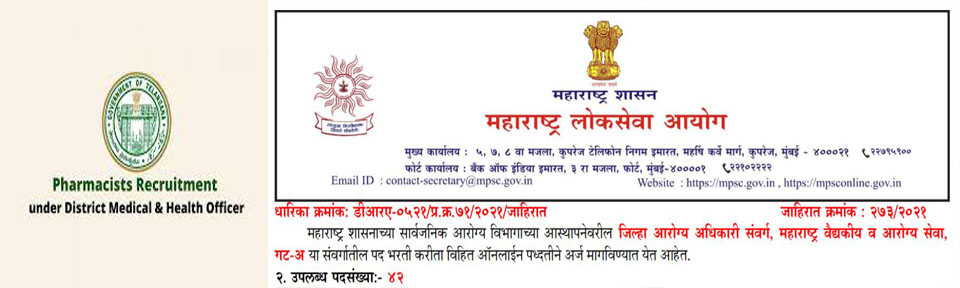 GOVERNMENT OF TELANGANA
Pharmacists Recruitment
under District Medical & Health Officer
महाराष्ट्र शासन
महाराष्ट्र लोकसेवा आयोग
मुख्य कार्यालय : ५, ७, ८ वा मजला, कुपरेज टेलिफोन निगम इमारत, महर्षि कर्वे मार्ग, कुपरेज, मुंबई - ४०००२१ ✆२२७९५९००
फोर्ट कार्यालय : बँक ऑफ इंडिया इमारत, ३ रा मजला, फोर्ट, मुंबई-४००००१ ✆२२१०२२२२
Email ID : contact-secretary@mpsc.gov.in Website : https://mpsc.gov.in , https://mpsconline.gov.in
धारिका क्रमांक: डीआरए-०५२१/प्र.क्र.७१/२०२१/जाहिरात जाहिरात क्रमांक : २७३/२०२१
महाराष्ट्र शासनाच्या सार्वजनिक आरोग्य विभागाच्या आस्थापनेवरील जिल्हा आरोग्य अधिकारी संवर्ग, महाराष्ट्र वैद्यकीय व आरोग्य सेवा,
गट-अ या संवर्गातील पद भरती करीता विहित ऑनलाईन पध्दतीने अर्ज मागविण्यात येत आहेत.
२. उपलब्ध पदसंख्या:- ४२